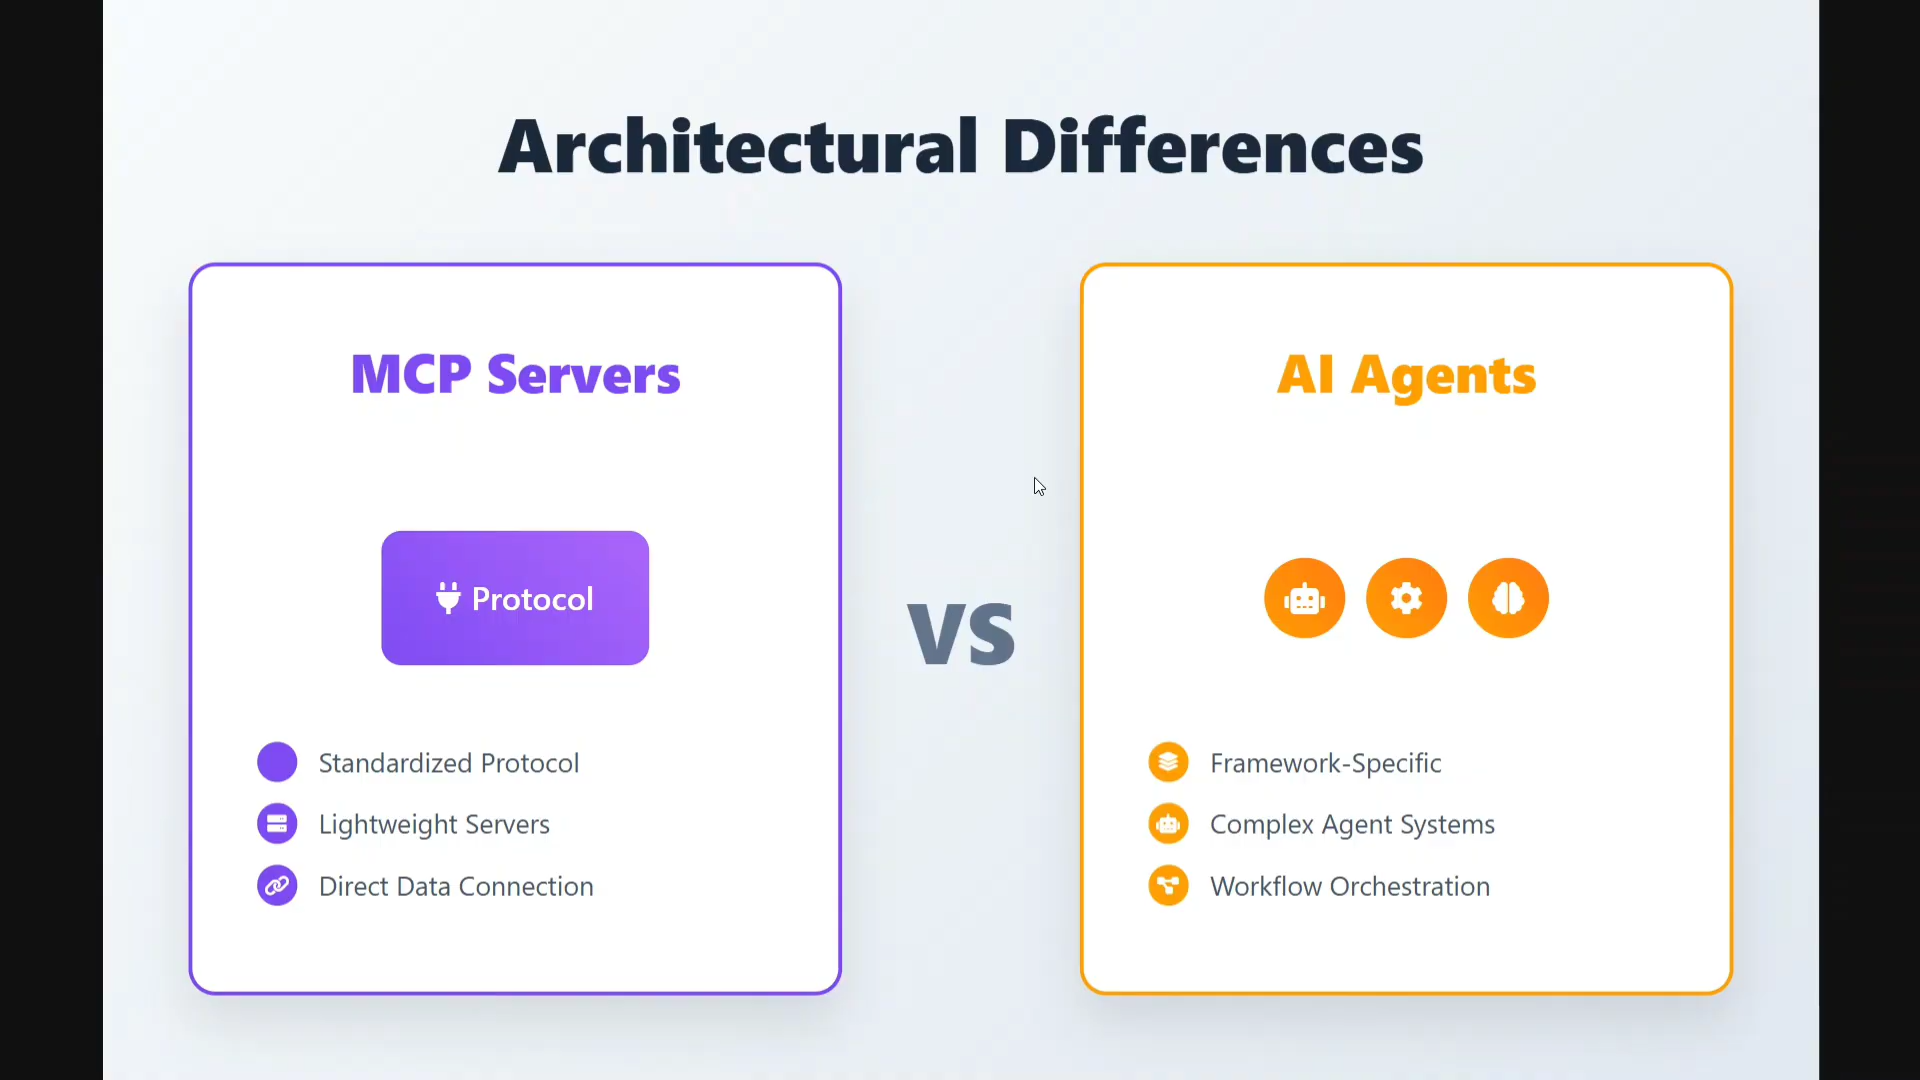 Architectural Differences
MCP Servers
Protocol
Standardized Protocol
Lightweight Servers
Direct Data Connection
VS
AI Agents
Framework-Specific
Complex Agent Systems
Workflow Orchestration